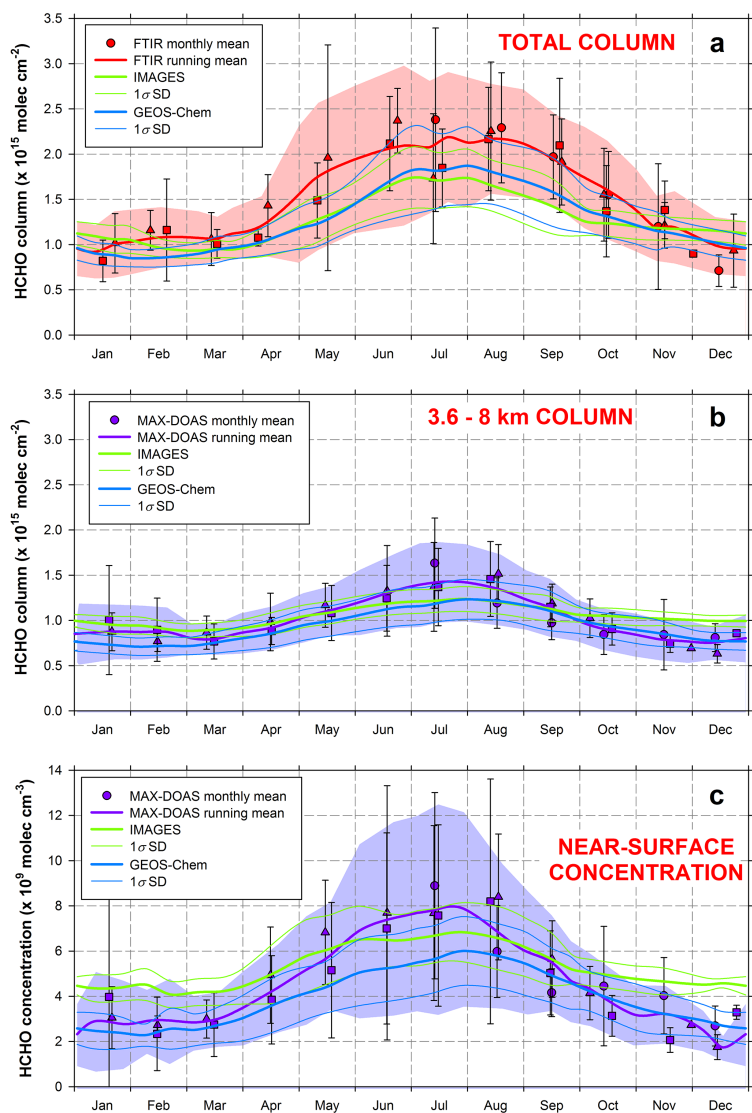 TOTAL COLUMN
a
FTIR monthly mean
FTIR running mean
IMAGES
1σ SD
GEOS-Chem
1σ SD
HCHO column (x 10¹⁵ molec cm⁻²)
3.5
3.0
2.5
2.0
1.5
1.0
0.5
0.0
Jan Feb Mar Apr May Jun Jul Aug Sep Oct Nov Dec
3.6 - 8 km COLUMN
b
MAX-DOAS monthly mean
MAX-DOAS running mean
IMAGES
1σ SD
GEOS-Chem
1σ SD
HCHO column (x 10¹⁵ molec cm⁻²)
3.5
3.0
2.5
2.0
1.5
1.0
0.5
0.0
Jan Feb Mar Apr May Jun Jul Aug Sep Oct Nov Dec
c
NEAR-SURFACE
CONCENTRATION
MAX-DOAS monthly mean
MAX-DOAS running mean
IMAGES
1σ SD
GEOS-Chem
1σ SD
HCHO concentration (x 10⁹ molec cm⁻³)
14
12
10
8
6
4
2
0
Jan Feb Mar Apr May Jun Jul Aug Sep Oct Nov Dec